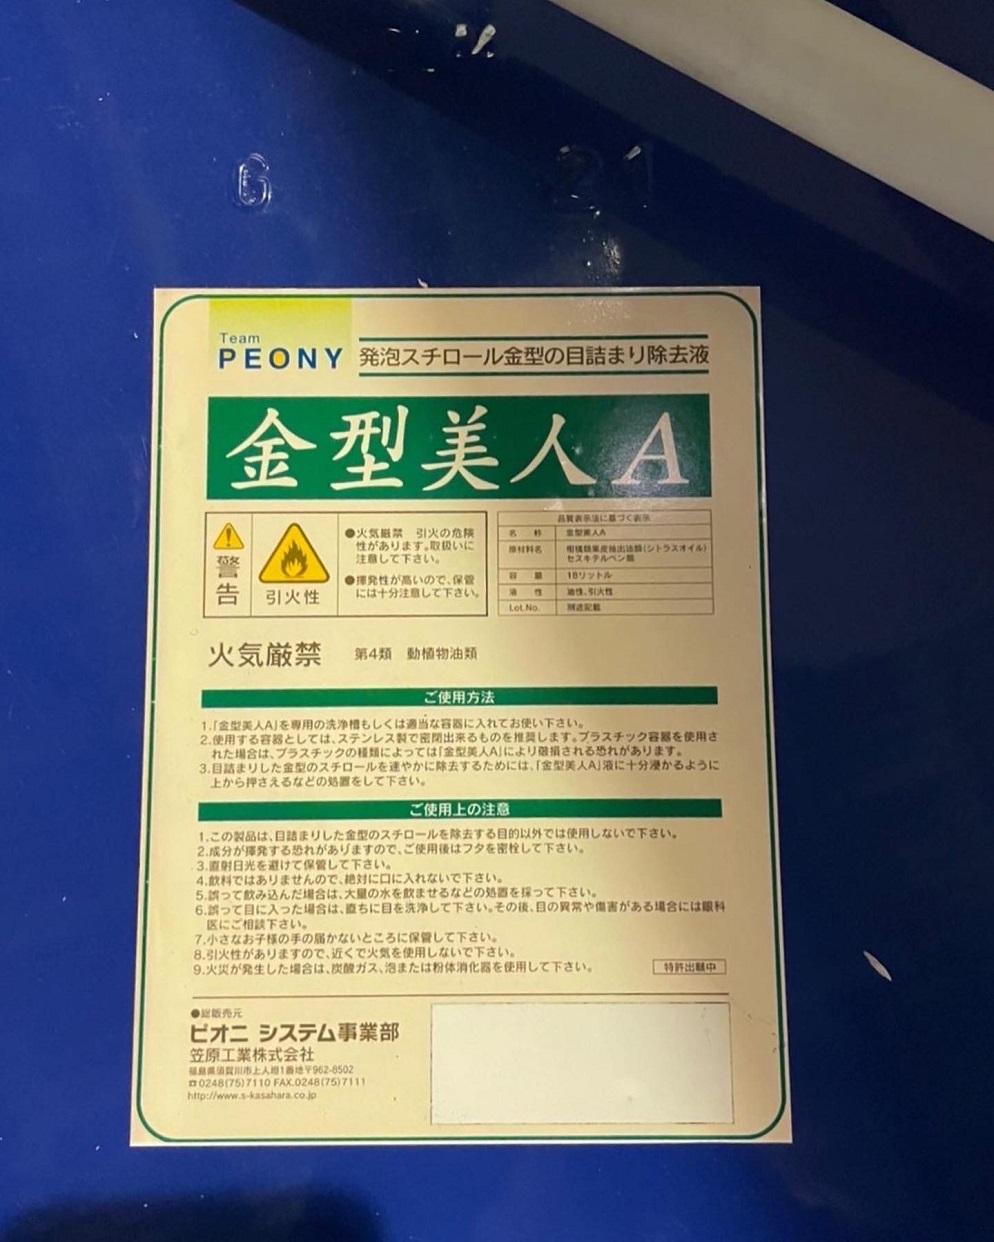 G 21
Team
PEONY
発泡スチロール金型の目詰まり除去液
金型美人A
警告
引火性
●火気厳禁 引火の危険
性があります。取扱いに
注意して下さい。
●揮発性が高いので、保管
には十分注意して下さい。
品質表示法に基づく表示
名 称 金型美人A
原材料名 柑橘類果皮抽出油類(シトラスオイル)
セスキテルペン類
容 量 18リットル
液 性 油性、引火性
Lot.No. 別途記載
火気厳禁 第4類 動植物油類
ご使用方法
1.「金型美人A」を専用の洗浄槽もしくは適当な容器に入れてお使い下さい。
2.使用する容器としては、ステンレス製で密閉出来るものを推奨します。プラスチック容器を使用さ
れた場合は、プラスチックの種類によっては「金型美人A」により破損される恐れがあります。
3.目詰まりした金型のスチロールを速やかに除去するためには、「金型美人A」液に十分浸かるように
上から押さえるなどの処置をして下さい。
ご使用上の注意
1.この製品は、目詰まりした金型のスチロールを除去する目的以外では使用しないで下さい。
2.成分が揮発する恐れがありますので、ご使用後はフタを密栓して下さい。
3.直射日光を避けて保管して下さい。
4.飲料ではありませんので、絶対に口に入れないで下さい。
5.誤って飲み込んだ場合は、大量の水を飲ませるなどの処置を採って下さい。
6.誤って目に入った場合は、直ちに目を洗浄して下さい。その後、目の異常や傷害がある場合には眼科
医にご相談下さい。
7.小さなお子様の手の届かないところに保管して下さい。
8.引火性がありますので、近くで火気を使用しないで下さい。
9.火災が発生した場合は、炭酸ガス、泡または粉体消化器を使用して下さい。
特許出願中
●総販売元
ピオニ システム事業部
笠原工業株式会社
福島県須賀川市上人坦1番地〒962-8502
☎0248(75)7110 FAX.0248(75)7111
http://www.s-kasahara.co.jp